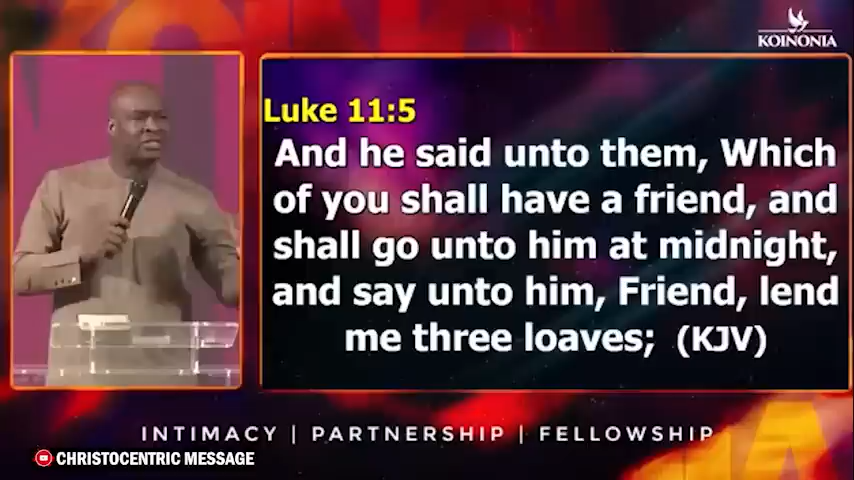 KOINONIA
Luke 11:5
And he said unto them, Which
of you shall have a friend, and
shall go unto him at midnight,
and say unto him, Friend, lend
me three loaves; (KJV)
INTIMACY | PARTNERSHIP | FELLOWSHIP
CHRISTOCENTRIC MESSAGE